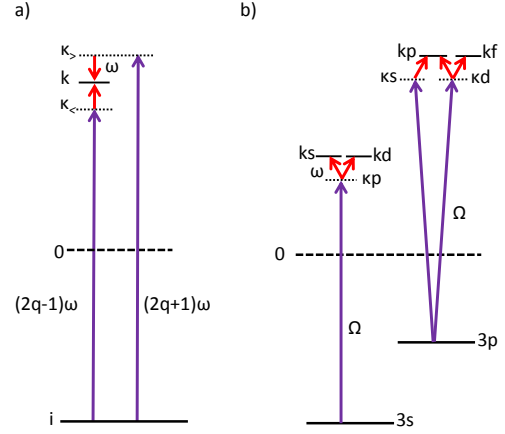 a)
κ>
ω
k
κ<
0
(2q-1)ω
(2q+1)ω
i
b)
kp
kf
κs
κd
ks
kd
ω
κp
Ω
0
Ω
3p
3s